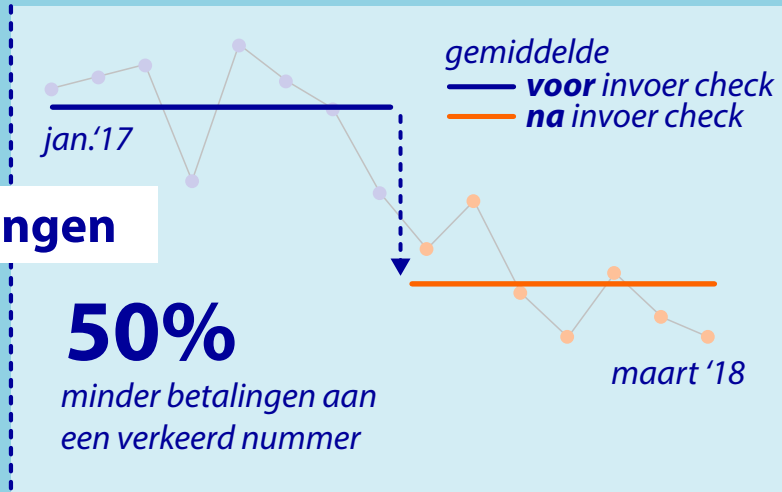 gemiddelde
voor invoer check
na invoer check
jan.‘17
ngen
50%
minder betalingen aan
een verkeerd nummer
maart ‘18